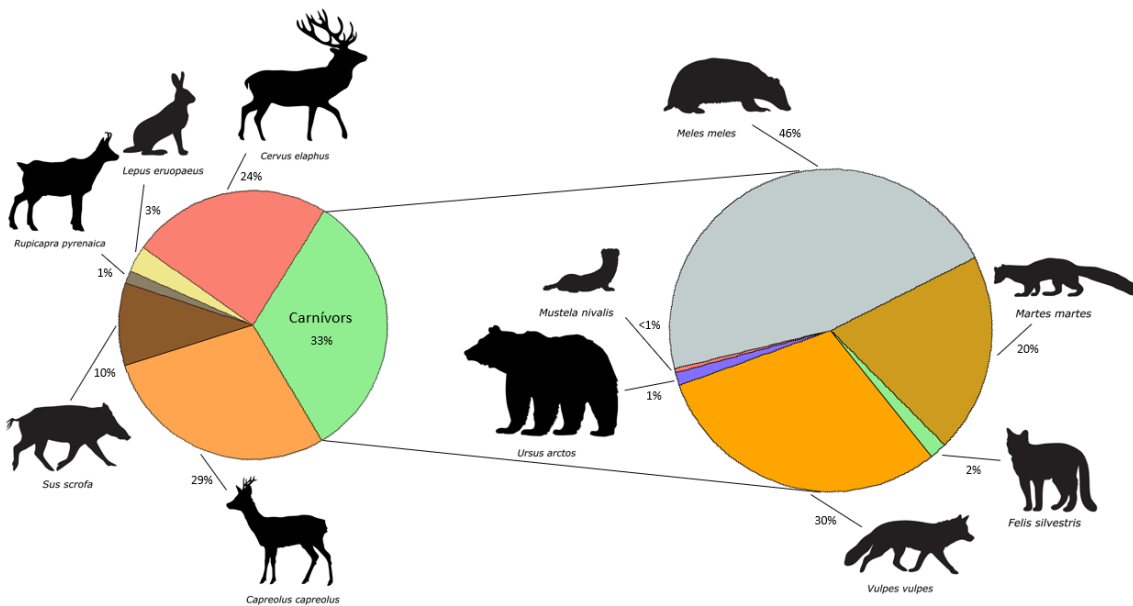 Cervus elaphus
24%
Lepus eruopaeus
3%
Rupicapra pyrenaica
1%
Carnívors
33%
10%
Sus scrofa
29%
Capreolus capreolus
Meles meles
46%
Mustela nivalis
<1%
Martes martes
20%
1%
Ursus arctos
2%
Felis silvestris
30%
Vulpes vulpes